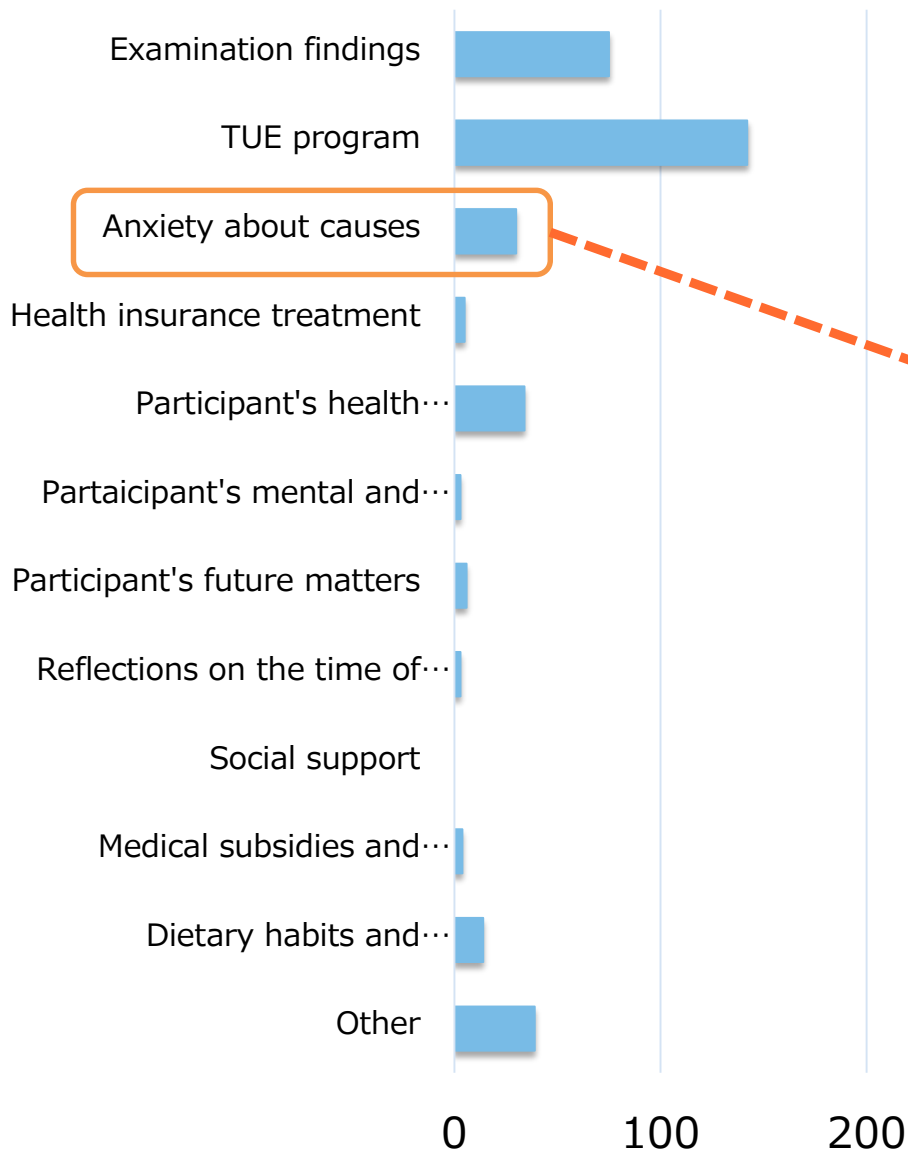 Examination findings
TUE program
Anxiety about causes
Health insurance treatment
Participant's health…
Partaicipant's mental and…
Participant's future matters
Reflections on the time of…
Social support
Medical subsidies and…
Dietary habits and…
Other
0 100 200